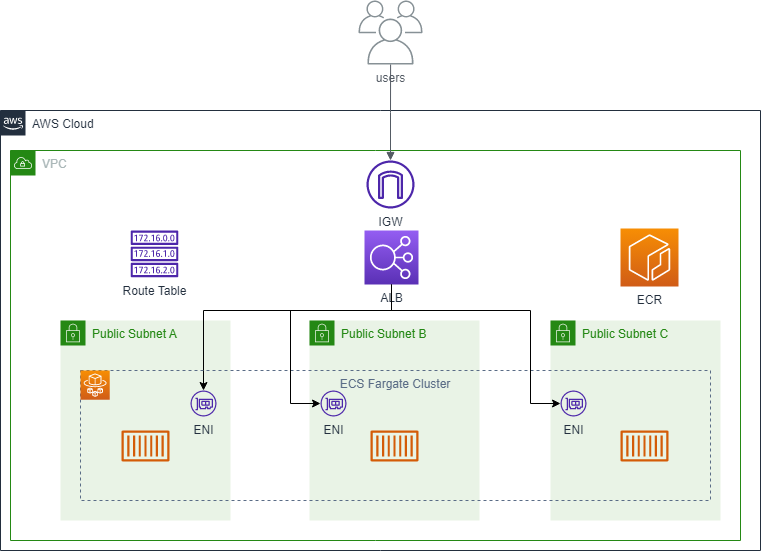 users
aws
AWS Cloud
VPC
IGW
172.16.0.0
172.16.1.0
172.16.2.0
Route Table
ALB
ECR
Public Subnet A
Public Subnet B
Public Subnet C
ECS Fargate Cluster
ENI
ENI
ENI